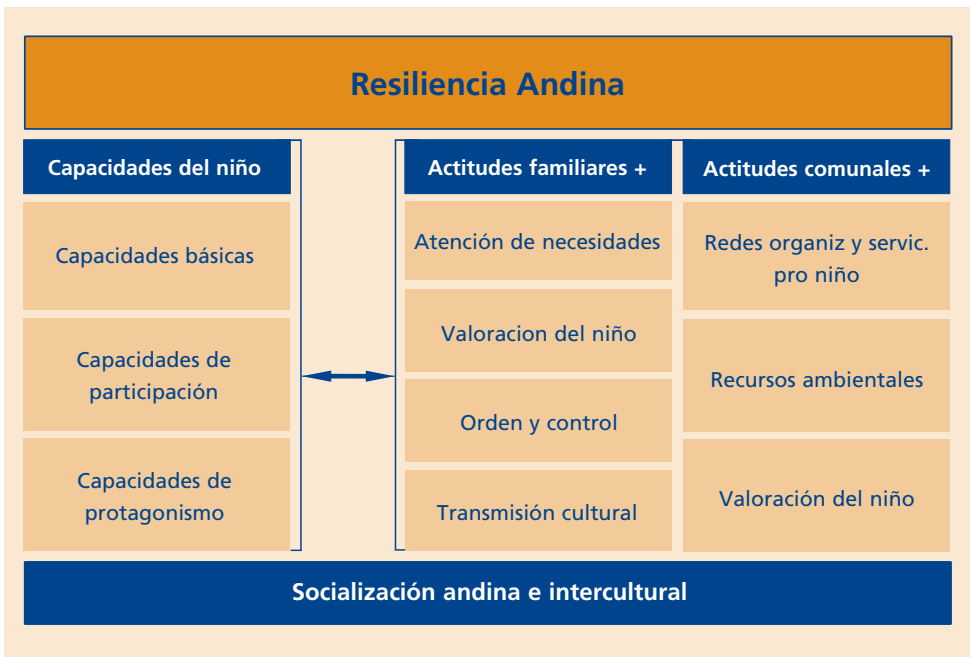 Resiliencia Andina
Capacidades del niño
Capacidades básicas
Capacidades de
participación
Capacidades de
protagonismo
Actitudes familiares +
Atención de necesidades
Valoracion del niño
Orden y control
Transmisión cultural
Actitudes comunales +
Redes organiz y servic.
pro niño
Recursos ambientales
Valoración del niño
Socialización andina e intercultural